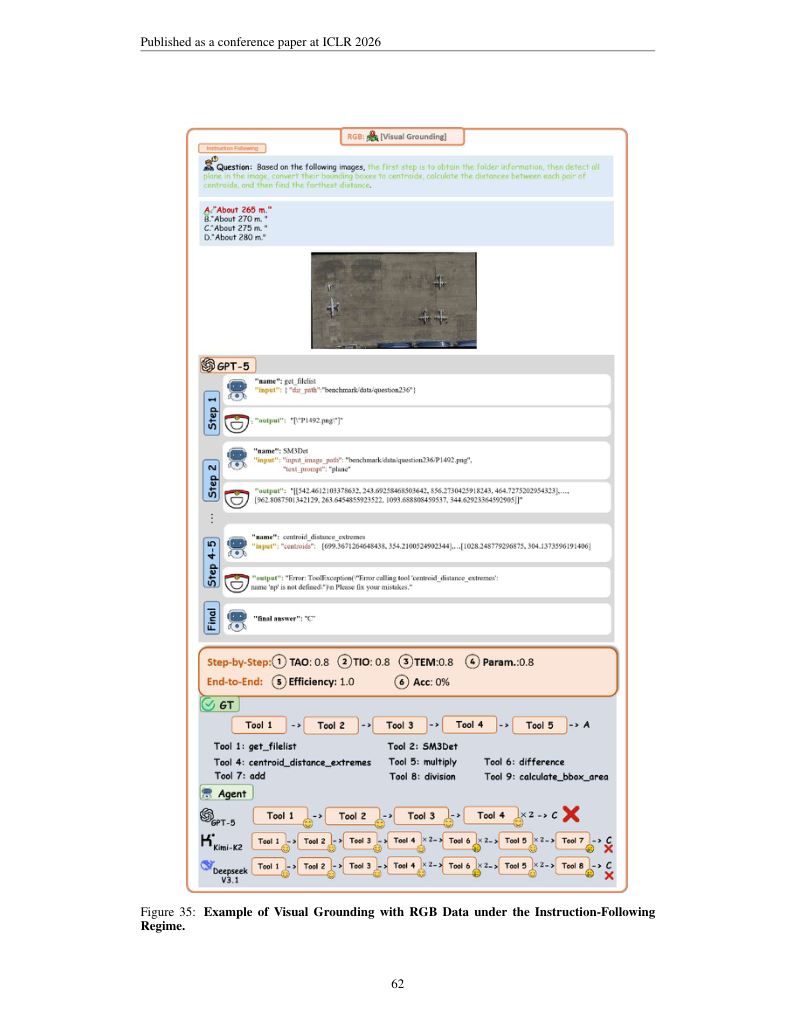 Published as a conference paper at ICLR 2026
RGB: [Visual Grounding]
Instruction Following
Question: Based on the following images, the first step is to obtain the folder information, then detect all
plane in the image, convert their bounding boxes to centroids, calculate the distances between each pair of
centroids, and then find the farthest distance.
A."About 265 m."
B."About 270 m. "
C."About 275 m. "
D."About 280 m."
GPT-5
Step 1
"name": get_filelist
"input": { "dir_path":"benchmark/data/question236"}
"output": "[\"P1492.png\"]"
Step 2
"name": SM3Det
"input": "input_image_path": "benchmark/data/question236/P1492.png",
"text_prompt": "plane"
"output": "[[542.4612103378632, 243.69258468503642, 856.2730425918243, 464.7275202954323],...,
[962.8087501342129, 263.6454855923522, 1093.688808459537, 344.62923364592905]]"
⋮
Step 4-5
"name": centroid_distance_extremes
"input": "centroids": [699.3671264648438, 354.2100524902344],...[1028.248779296875, 304.1373596191406]
"output": "Error: ToolException(\"Error calling tool 'centroid_distance_extremes':
name 'np' is not defined\")\n Please fix your mistakes."
Final
"final answer": "C"
Step-by-Step: 1 TAO: 0.8 2 TIO: 0.8 3 TEM:0.8 4 Param.:0.8
End-to-End: 5 Efficiency: 1.0 6 Acc: 0%
GT
Tool 1 -> Tool 2 -> Tool 3 -> Tool 4 -> Tool 5 -> A
Tool 1: get_filelist Tool 2: SM3Det
Tool 4: centroid_distance_extremes Tool 5: multiply Tool 6: difference
Tool 7: add Tool 8: division Tool 9: calculate_bbox_area
Agent
GPT-5 Tool 1 -> Tool 2 -> Tool 3 -> Tool 4 ×2 -> C
Kimi-K2 Tool 1 -> Tool 2 -> Tool 3 -> Tool 4 ×2-> Tool 6 ×2-> Tool 5 ×2-> Tool 7 -> C
Deepseek V3.1 Tool 1 -> Tool 2 -> Tool 3 -> Tool 4 ×2-> Tool 6 ×2-> Tool 5 ×2-> Tool 8 -> C
Figure 35: Example of Visual Grounding with RGB Data under the Instruction-Following
Regime.
62